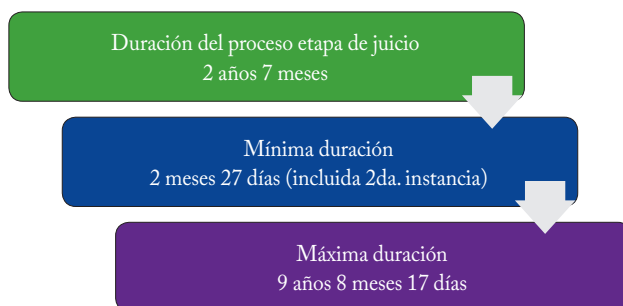 Duración del proceso etapa de juicio
2 años 7 meses
Mínima duración
2 meses 27 días (incluida 2da. instancia)
Máxima duración
9 años 8 meses 17 días